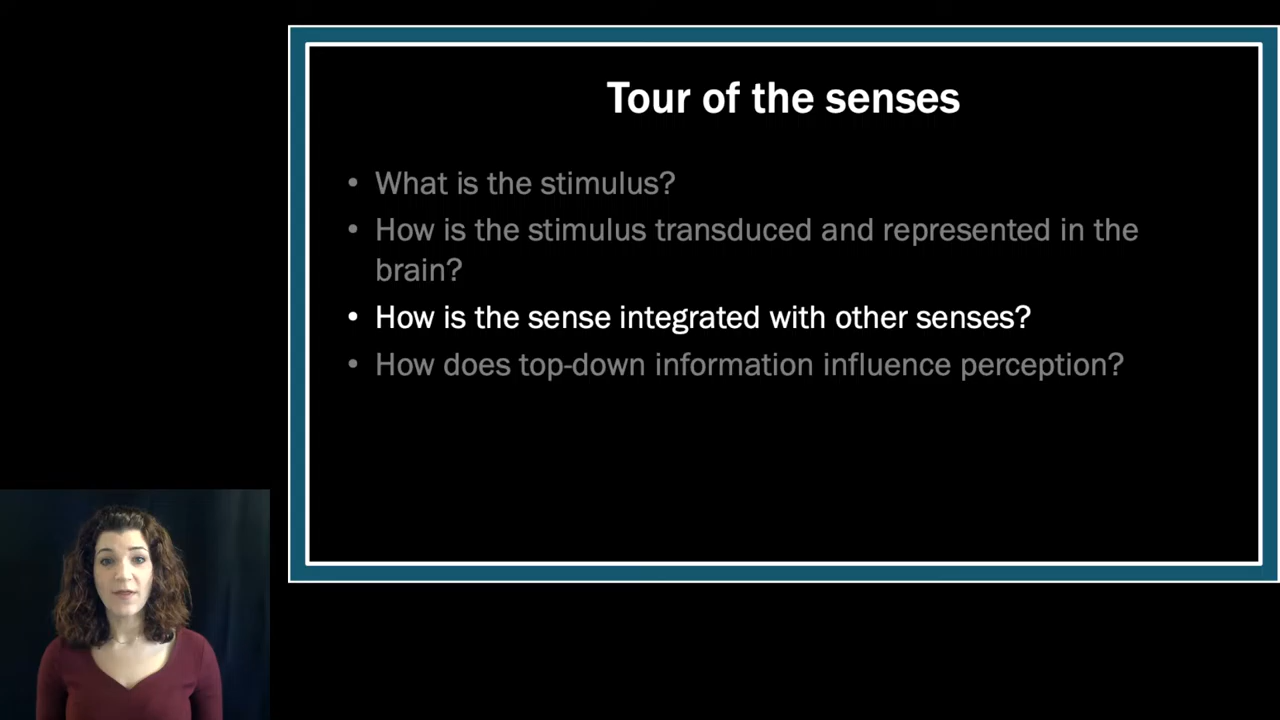 Tour of the senses
• What is the stimulus?
• How is the stimulus transduced and represented in the
brain?
• How is the sense integrated with other senses?
• How does top-down information influence perception?